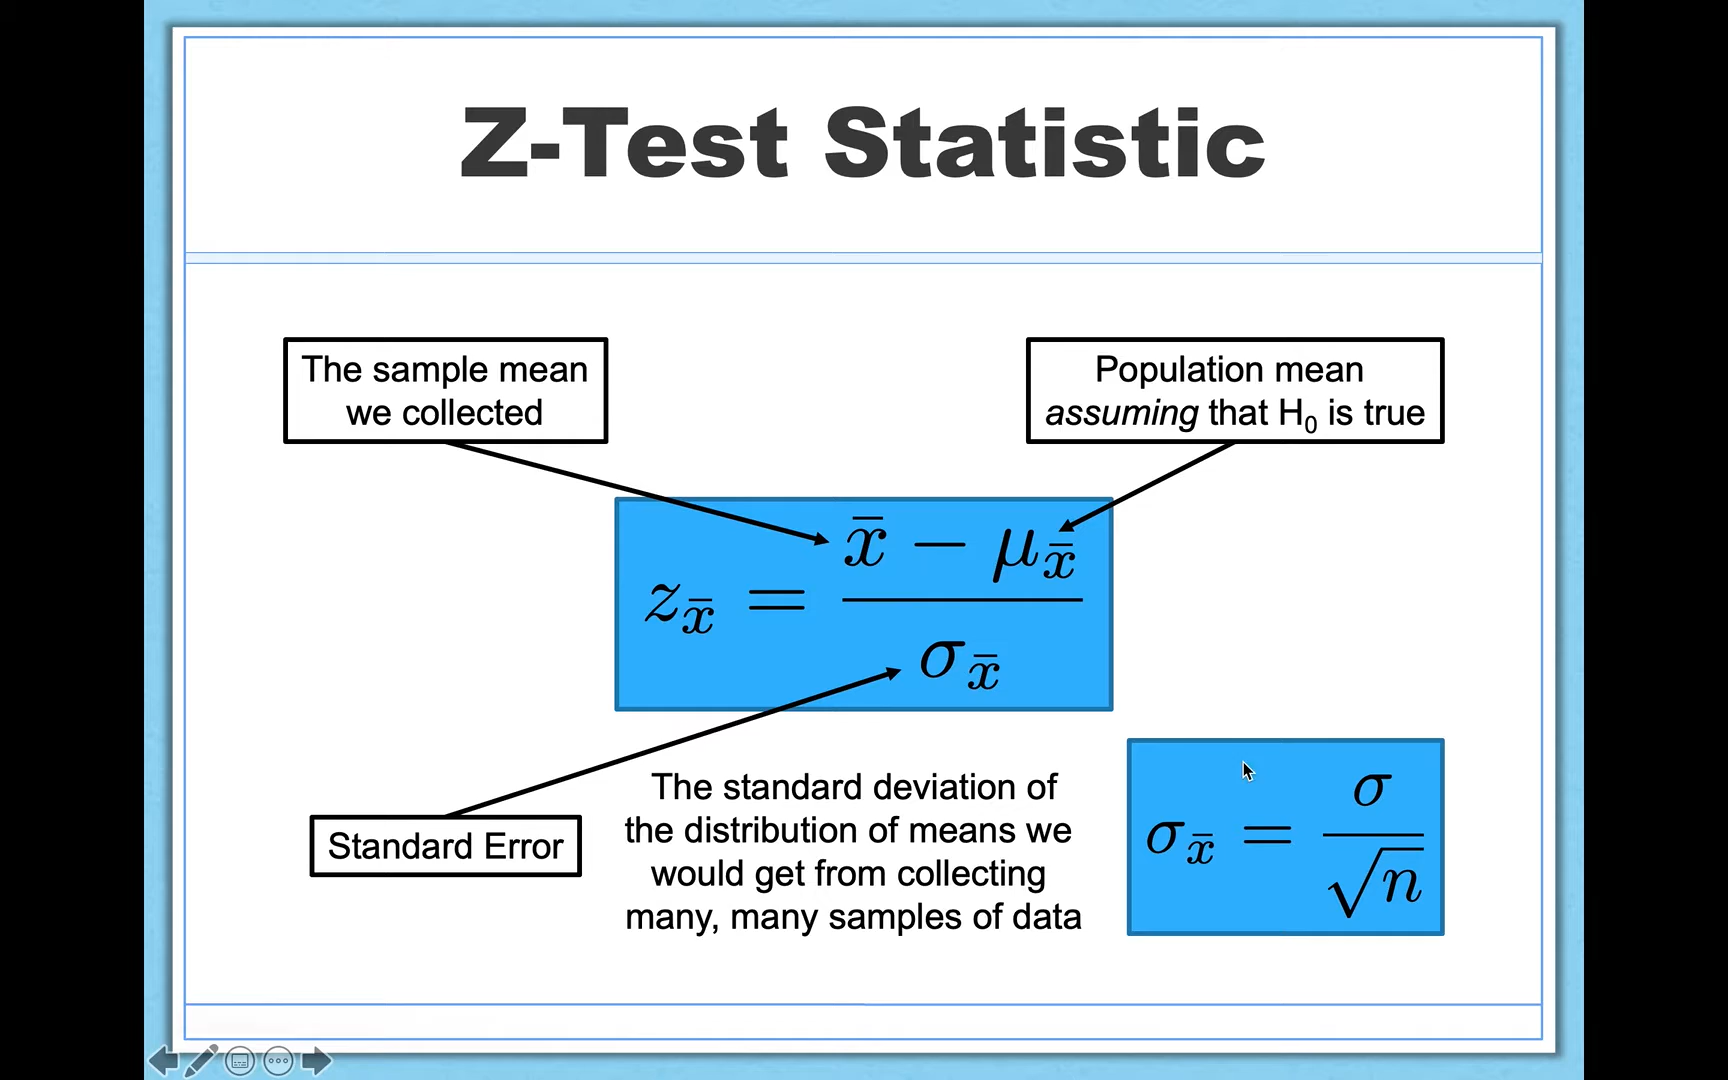 Z-Test Statistic
The sample mean
we collected
Population mean
assuming that H₀ is true
z_x̄ = (x̄ − μ_x̄) / σ_x̄
Standard Error
The standard deviation of
the distribution of means we
would get from collecting
many, many samples of data
σ_x̄ = σ / √n